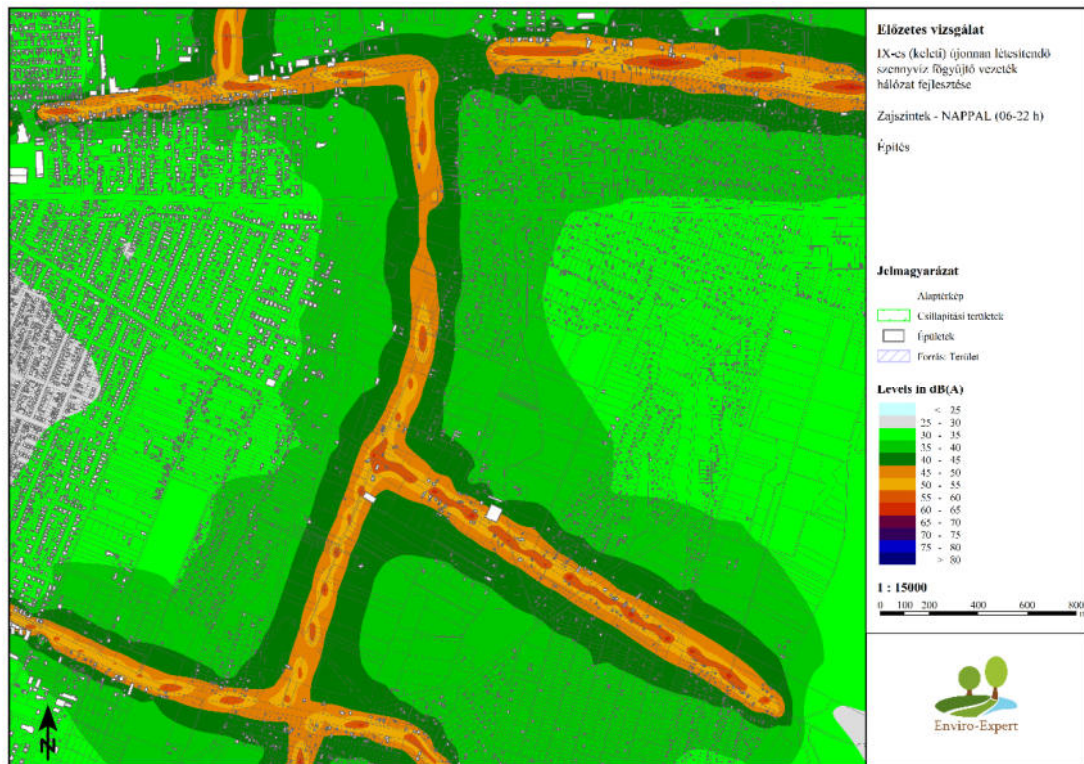 Előzetes vizsgálat
IX-es (keleti) újonnan létesítendő
szennyvíz főgyűjtő vezeték
hálózat fejlesztése
Zajszintek - NAPPAL (06-22 h)
Építés
Jelmagyarázat
Alaptérkép
Csillapítási területek
Épületek
Forrás: Terület
Levels in dB(A)
< 25
25 - 30
30 - 35
35 - 40
40 - 45
45 - 50
50 - 55
55 - 60
60 - 65
65 - 70
70 - 75
75 - 80
> 80
1 : 15000
0 100 200 400 600 800
m
Enviro-Expert
N